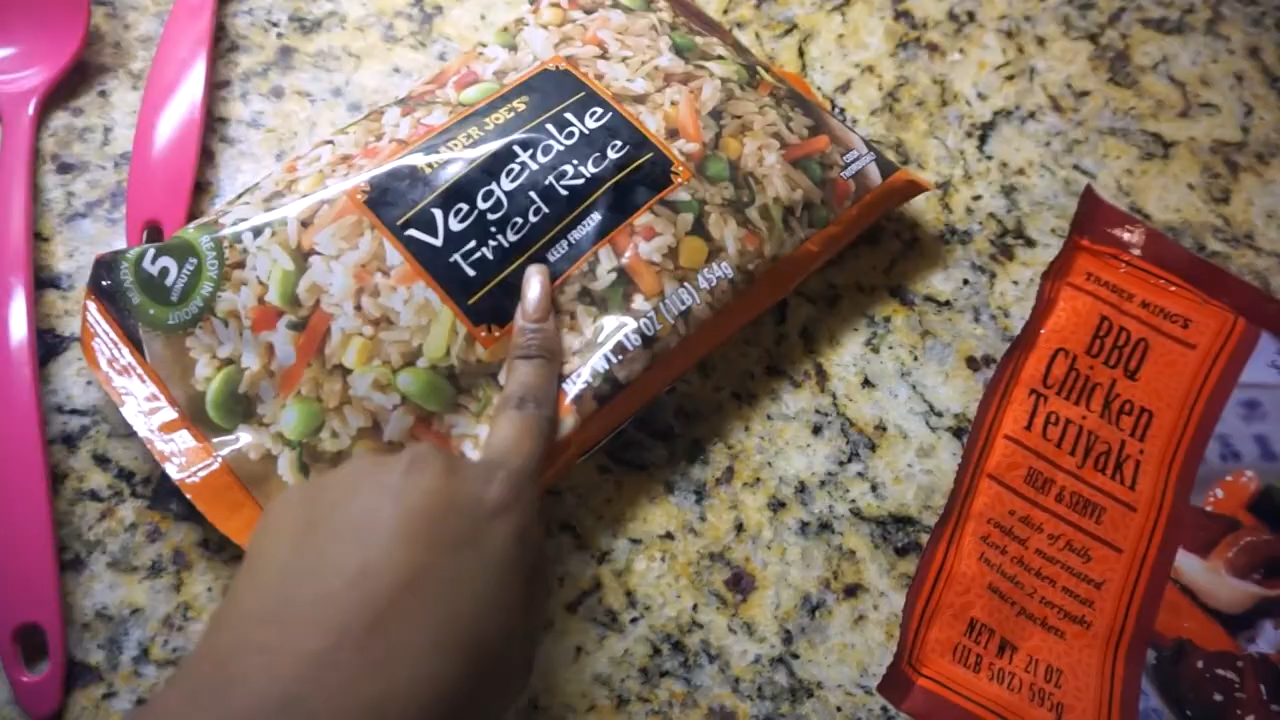 TRADER JOE'S®
Vegetable
Fried Rice
KEEP FROZEN
READY IN ABOUT
5
MINUTES
COOK
THOROUGHLY
NET WT. 16 OZ (1LB) 454g
TRADER MING'S
BBQ
Chicken
Teriyaki
HEAT & SERVE
a dish of fully
cooked, marinated
dark chicken meat.
Includes 2 teriyaki
sauce packets.
NET WT. 21 OZ
(1LB 5OZ) 595g